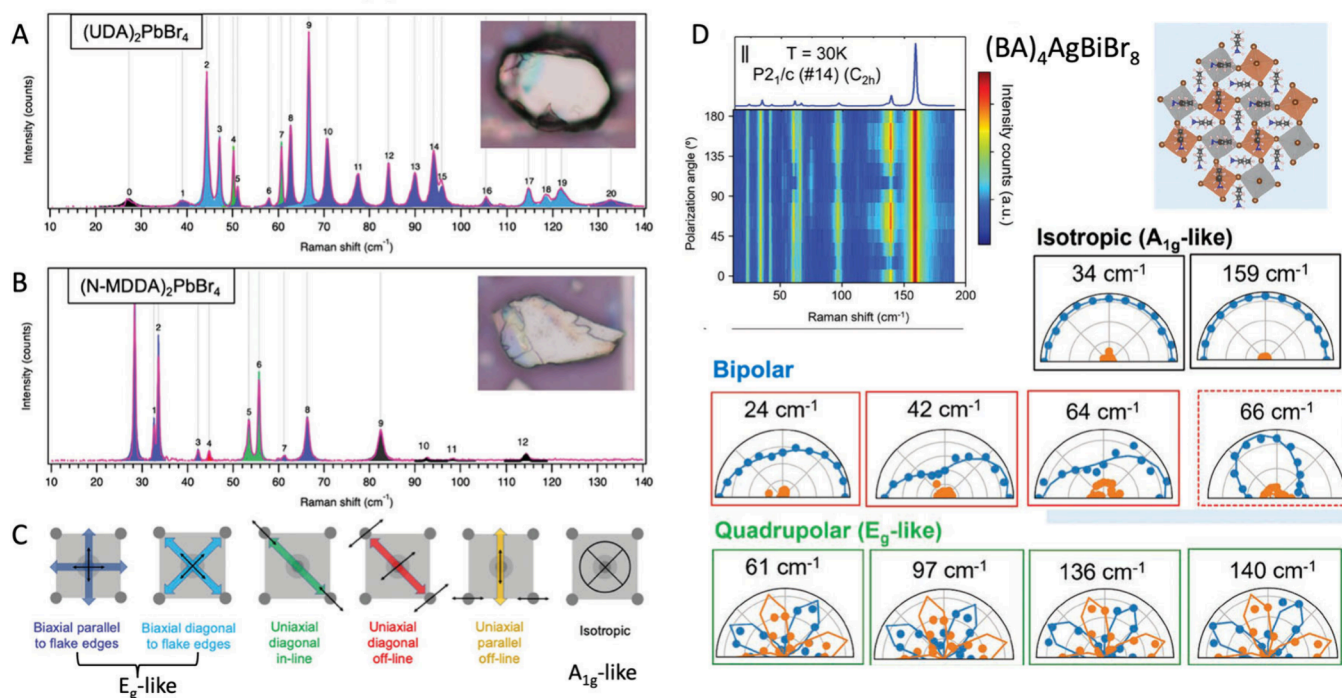 A
(UDA)2PbBr4
Intensity (counts)
0
1
2
3
4
5
6
7
8
9
10
11
12
13
14
15
16
17
18
19
20
10 20 30 40 50 60 70 80 90 100 110 120 130 140
Raman shift (cm-1)
B
(N-MDDA)2PbBr4
Intensity (counts)
1
2
3
4
5
6
7
8
9
10
11
12
10 20 30 40 50 60 70 80 90 100 110 120 130 140
Raman shift (cm-1)
C
Biaxial parallel
to flake edges
Biaxial diagonal
to flake edges
Uniaxial
diagonal
in-line
Uniaxial
diagonal
off-line
Uniaxial
parallel
off-line
Isotropic
Eg-like
A1g-like
D
||
T = 30K
P21/c (#14) (C2h)
Polarization angle (°)
180
135
90
45
0
50 100 150 200
Raman shift (cm-1)
Intensity counts (a.u.)
(BA)4AgBiBr8
Isotropic (A1g-like)
34 cm-1
159 cm-1
Bipolar
24 cm-1
42 cm-1
64 cm-1
66 cm-1
Quadrupolar (Eg-like)
61 cm-1
97 cm-1
136 cm-1
140 cm-1